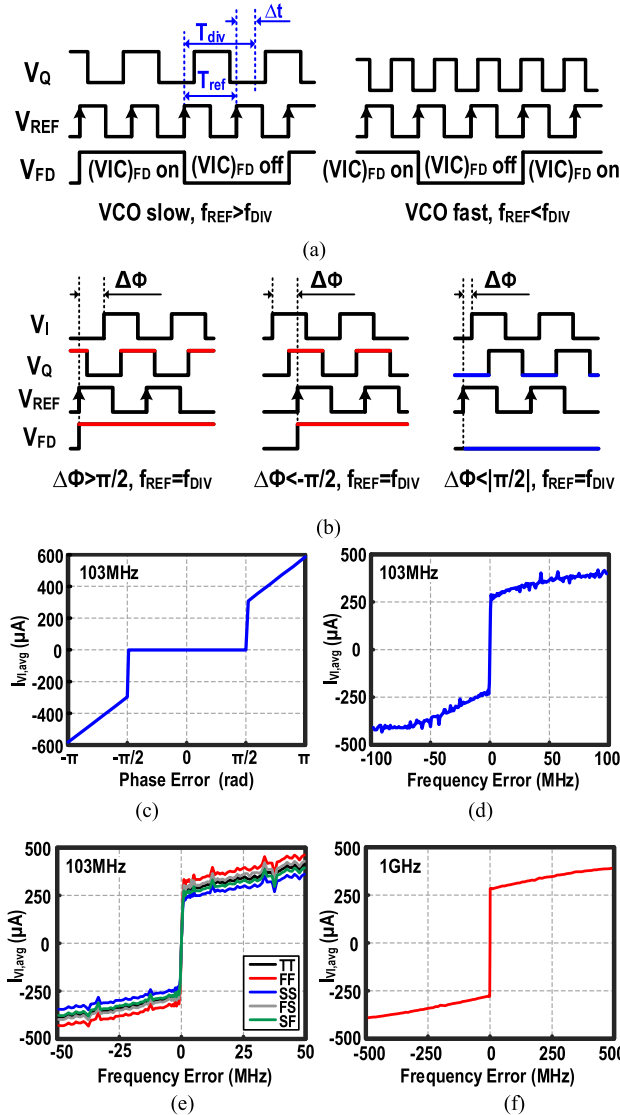 Δt
T_div
V_Q
T_ref
V_REF
V_FD
(VIC)_FD on
(VIC)_FD off
(VIC)_FD on
(VIC)_FD off
(VIC)_FD on
VCO slow, f_REF>f_DIV
VCO fast, f_REF<f_DIV
(a)
ΔΦ
ΔΦ
ΔΦ
V_I
V_Q
V_REF
V_FD
ΔΦ>π/2, f_REF=f_DIV
ΔΦ<-π/2, f_REF=f_DIV
ΔΦ<|π/2|, f_REF=f_DIV
(b)
103MHz
I_VI,avg (µA)
600
400
200
0
-200
-400
-600
-π
-π/2
0
π/2
π
Phase Error (rad)
(c)
103MHz
I_VI,avg (µA)
500
250
0
-250
-500
-100
-50
0
50
100
Frequency Error (MHz)
(d)
103MHz
I_VI,avg (µA)
500
250
0
-250
-500
TT
FF
SS
FS
SF
-50
-25
0
25
50
Frequency Error (MHz)
(e)
1GHz
I_VI,avg (µA)
500
250
0
-250
-500
-500
-250
0
250
500
Frequency Error (MHz)
(f)